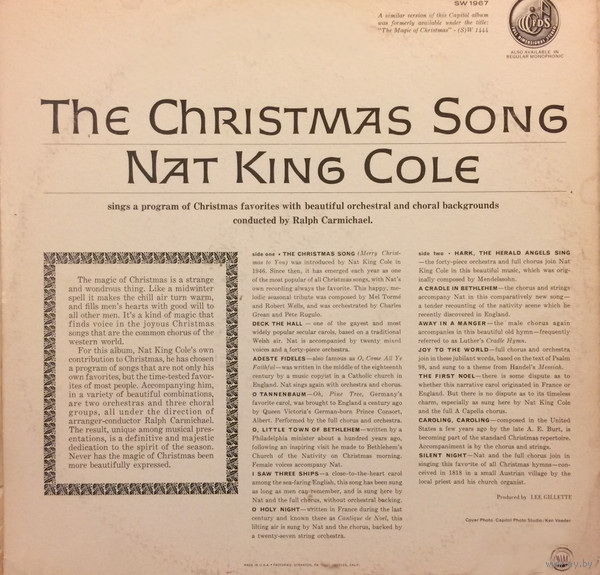 SW 1967
A similar version of this Capitol album
was formerly available under the title:
"The Magic of Christmas" - (S)W 1444
ALSO AVAILABLE IN
REGULAR MONOPHONIC
THE CHRISTMAS SONG
NAT KING COLE
sings a program of Christmas favorites with beautiful orchestral and choral backgrounds
conducted by Ralph Carmichael.
The magic of Christmas is a strange
and wondrous thing. Like a midwinter
spell it makes the chill air turn warm,
and fills men's hearts with good will to
all other men. It's a kind of magic that
finds voice in the joyous Christmas
songs that are the common chorus of the
western world.
For this album, Nat King Cole's own
contribution to Christmas, he has chosen
a program of songs that are not only his
own favorites, but the time-tested favor-
ites of most people. Accompanying him,
in a variety of beautiful combinations,
are two orchestras and three choral
groups, all under the direction of
arranger-conductor Ralph Carmichael.
The result, unique among musical pres-
entations, is a definitive and majestic
dedication to the spirit of the season.
Never has the magic of Christmas been
more beautifully expressed.
side one • THE CHRISTMAS SONG (Merry Christ-
mas to You) was introduced by Nat King Cole in
1946. Since then, it has emerged each year as one
of the most popular of all Christmas songs, with Nat's
own recording always the favorite. This happy, me-
lodic seasonal tribute was composed by Mel Tormé
and Robert Wells, and was orchestrated by Charles
Grean and Pete Rugulo.
DECK THE HALL — one of the gayest and most
widely popular secular carols, based on a traditional
Welsh air. Nat is accompanied by twenty mixed
voices and a forty-piece orchestra.
ADESTE FIDELES—also famous as O, Come All Ye
Faithful—was written in the middle of the eighteenth
century by a music copyist in a Catholic church in
England. Nat sings again with orchestra and chorus.
O TANNENBAUM—Oh, Pine Tree, Germany's
favorite carol, was brought to England a century ago
by Queen Victoria's German-born Prince Consort,
Albert. Performed by the full chorus and orchestra.
O, LITTLE TOWN OF BETHLEHEM—written by a
Philadelphia minister about a hundred years ago,
following an inspiring visit he made to Bethlehem's
Church of the Nativity on Christmas morning.
Female voices accompany Nat.
I SAW THREE SHIPS—a close-to-the-heart carol
among the sea-faring English, this song has been sung
as long as men can remember, and is sung here by
Nat and the full chorus, without orchestral backing.
O HOLY NIGHT—written in France during the last
century and known there as Cantique de Noel, this
lilting air is sung by Nat and the chorus, backed by
a twenty-seven string orchestra.
side two • HARK, THE HERALD ANGELS SING
—the forty-piece orchestra and full chorus join Nat
King Cole in this beautiful music, which was orig-
inally composed by Mendelssohn.
A CRADLE IN BETHLEHEM—the chorus and strings
accompany Nat in this comparatively new song—
a tender recounting of the nativity scene which he
recently discovered in England.
AWAY IN A MANGER—the male chorus again
accompanies in this beautiful old hymn—frequently
referred to as Luther's Cradle Hymn.
JOY TO THE WORLD—full chorus and orchestra
join in these jubilant words, based on the text of Psalm
98, and sung to a theme from Handel's Messiah.
THE FIRST NOEL—there is some dispute as to
whether this narrative carol originated in France or
England. But there is no dispute as to its timeless
charm, especially as sung here by Nat King Cole
and the full A Capella chorus.
CAROLING, CAROLING—composed in the United
States a few years ago by the late A. E. Burt, is
becoming part of the standard Christmas repertoire.
Accompaniment is by the chorus and strings.
SILENT NIGHT—Nat and the full chorus join in
singing this favorite of all Christmas hymns—con-
ceived in 1818 in a small Austrian village by the
local priest and his church organist.
Produced by LEE GILLETTE
Cover Photo: Capitol Photo Studio/Ken Veeder